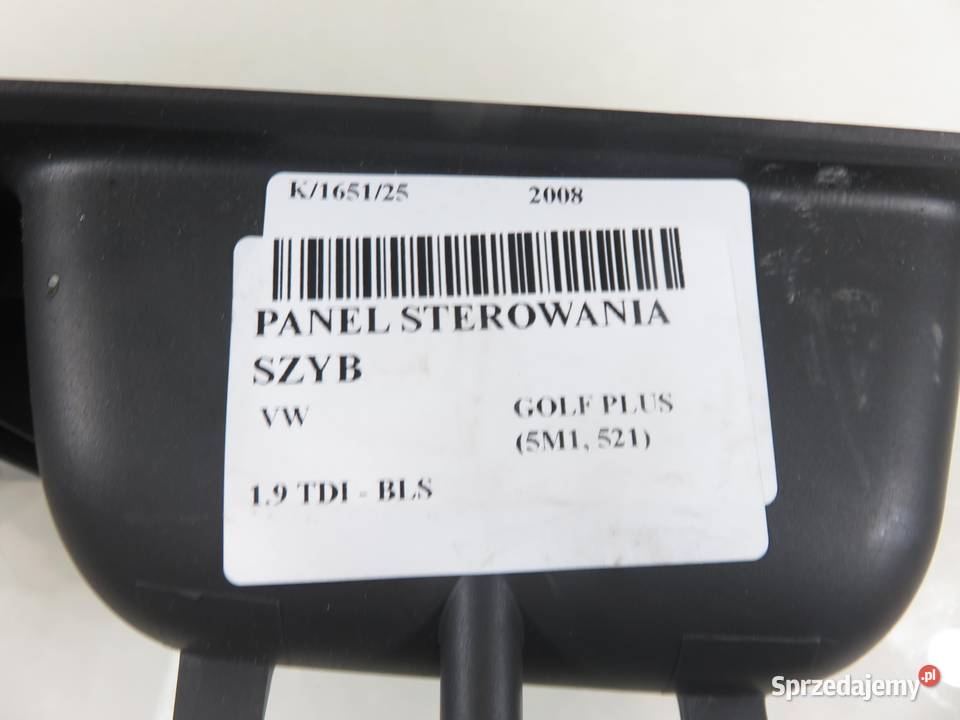 K/1651/25 2008
PANEL STEROWANIA
SZYB
VW GOLF PLUS
(5M1, 521)
1.9 TDI - BLS
Sprzedajemy.pl